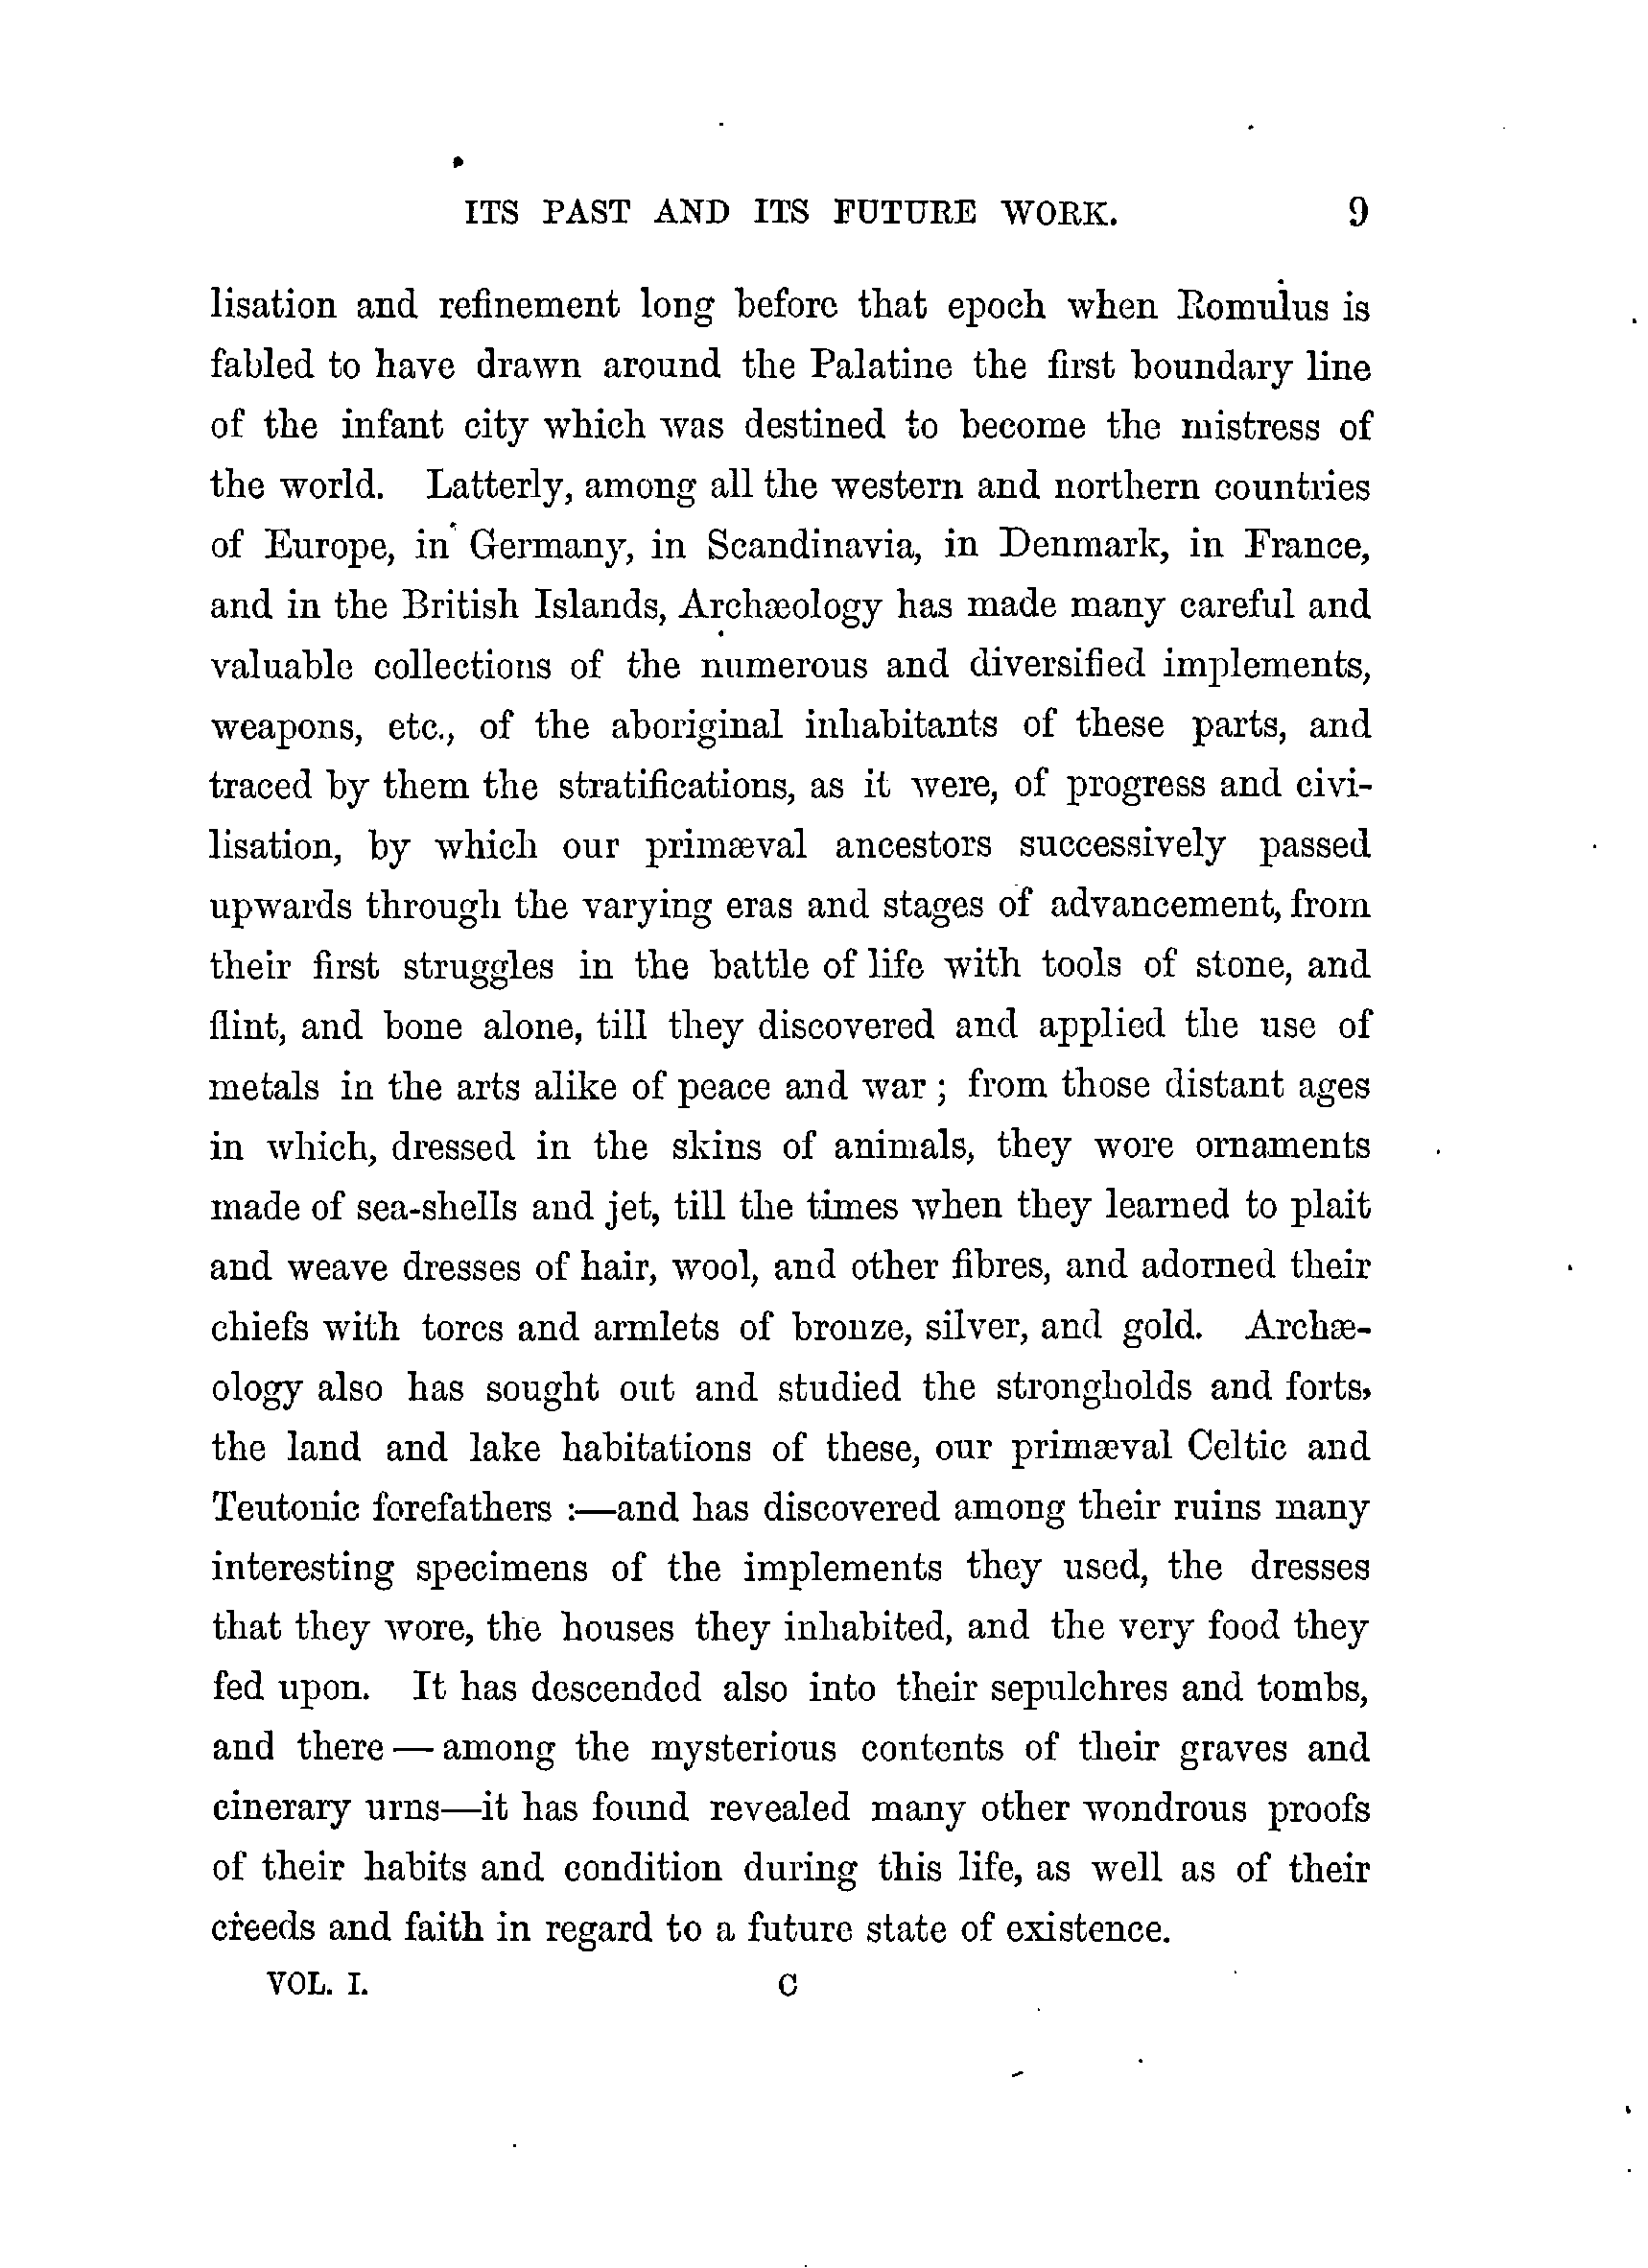 ITS PAST AND ITS FUTURE WORK. 9
lisation and refinement long before that epoch when Romulus is
fabled to have drawn around the Palatine the first boundary line
of the infant city which was destined to become the mistress of
the world. Latterly, among all the western and northern countries
of Europe, in Germany, in Scandinavia, in Denmark, in France,
and in the British Islands, Archæology has made many careful and
valuable collections of the numerous and diversified implements,
weapons, etc., of the aboriginal inhabitants of these parts, and
traced by them the stratifications, as it were, of progress and civi-
lisation, by which our primæval ancestors successively passed
upwards through the varying eras and stages of advancement, from
their first struggles in the battle of life with tools of stone, and
flint, and bone alone, till they discovered and applied the use of
metals in the arts alike of peace and war ; from those distant ages
in which, dressed in the skins of animals, they wore ornaments
made of sea-shells and jet, till the times when they learned to plait
and weave dresses of hair, wool, and other fibres, and adorned their
chiefs with torcs and armlets of bronze, silver, and gold. Archæ-
ology also has sought out and studied the strongholds and forts,
the land and lake habitations of these, our primæval Celtic and
Teutonic forefathers :—and has discovered among their ruins many
interesting specimens of the implements they used, the dresses
that they wore, the houses they inhabited, and the very food they
fed upon. It has descended also into their sepulchres and tombs,
and there — among the mysterious contents of their graves and
cinerary urns—it has found revealed many other wondrous proofs
of their habits and condition during this life, as well as of their
creeds and faith in regard to a future state of existence.
VOL. I. C